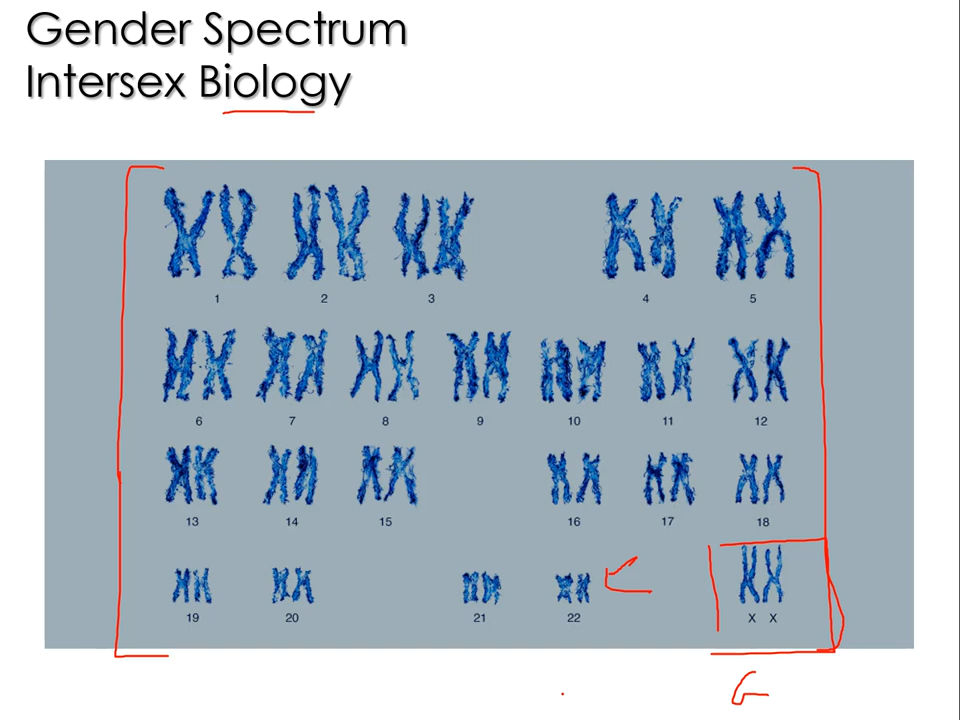 Gender Spectrum
Intersex Biology
1 2 3 4 5
6 7 8 9 10 11 12
13 14 15 16 17 18
19 20 21 22 X X